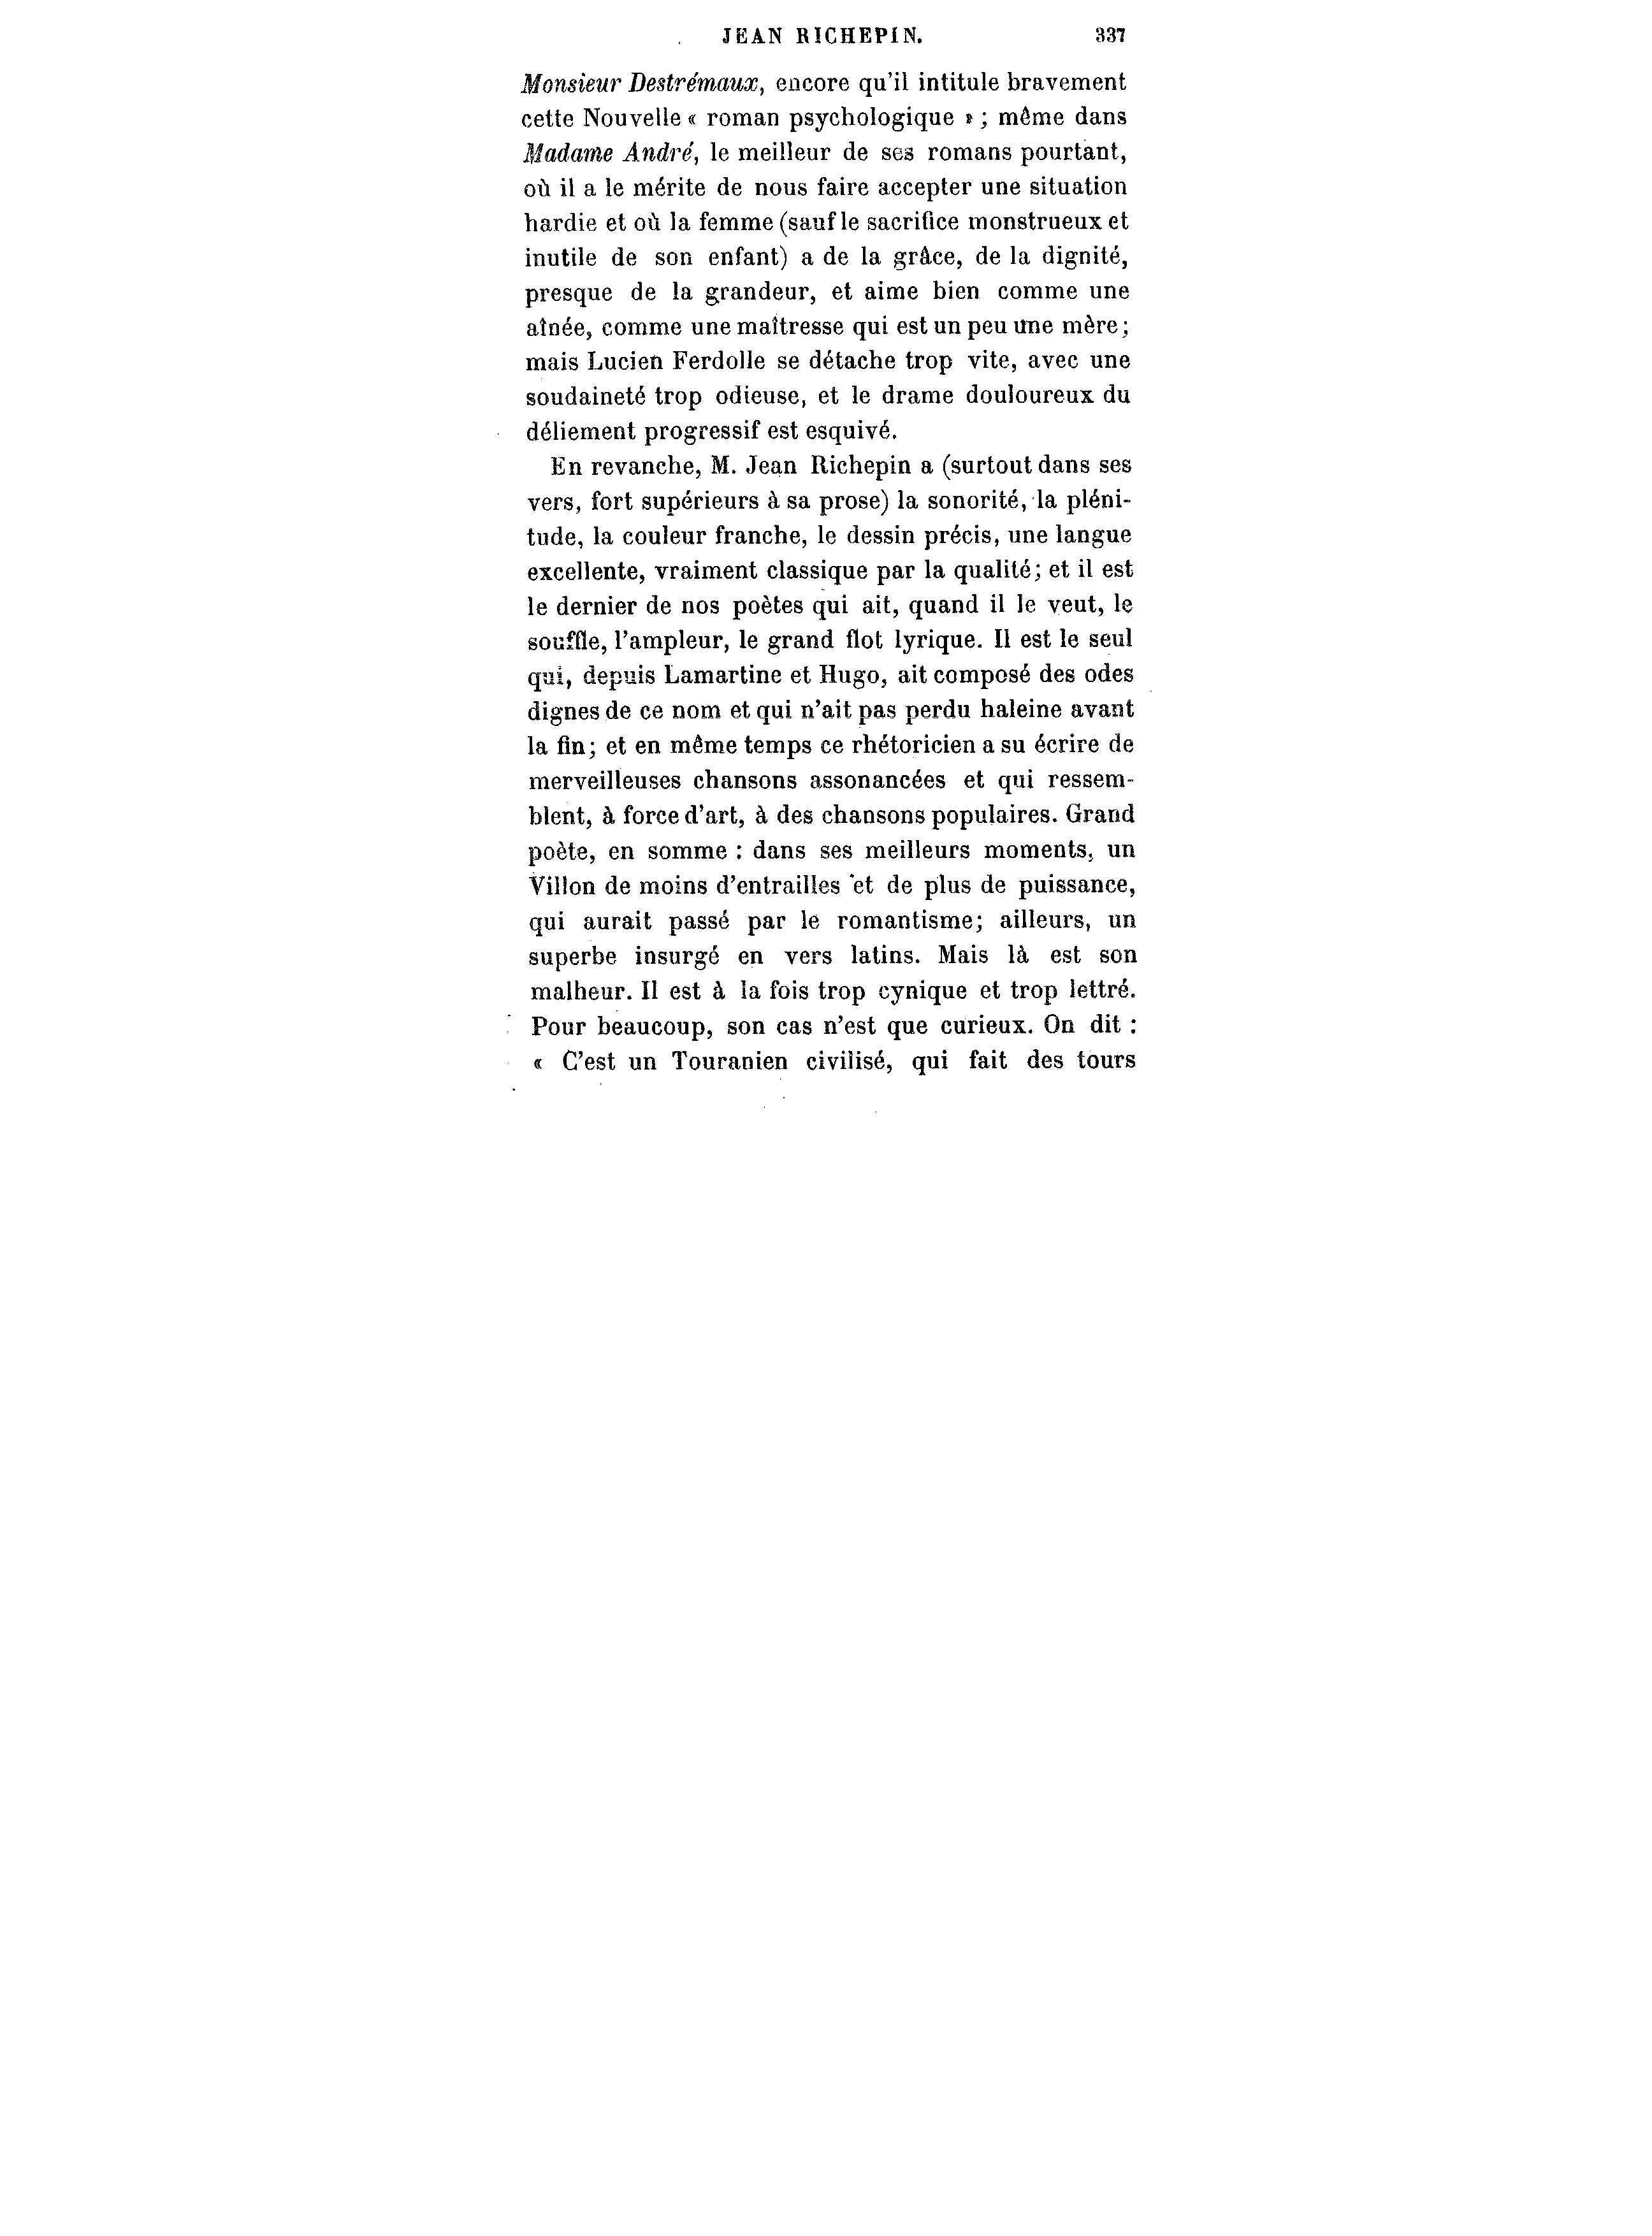 JEAN RICHEPIN. 337
Monsieur Destrémaux, encore qu'il intitule bravement
cette Nouvelle « roman psychologique » ; même dans
Madame André, le meilleur de ses romans pourtant,
où il a le mérite de nous faire accepter une situation
hardie et où la femme (sauf le sacrifice monstrueux et
inutile de son enfant) a de la grâce, de la dignité,
presque de la grandeur, et aime bien comme une
aînée, comme une maîtresse qui est un peu une mère;
mais Lucien Ferdolle se détache trop vite, avec une
soudaineté trop odieuse, et le drame douloureux du
déliement progressif est esquivé.
En revanche, M. Jean Richepin a (surtout dans ses
vers, fort supérieurs à sa prose) la sonorité, la pléni-
tude, la couleur franche, le dessin précis, une langue
excellente, vraiment classique par la qualité; et il est
le dernier de nos poètes qui ait, quand il le veut, le
souffle, l'ampleur, le grand flot lyrique. Il est le seul
qui, depuis Lamartine et Hugo, ait composé des odes
dignes de ce nom et qui n'ait pas perdu haleine avant
la fin; et en même temps ce rhétoricien a su écrire de
merveilleuses chansons assonancées et qui ressem-
blent, à force d'art, à des chansons populaires. Grand
poète, en somme : dans ses meilleurs moments, un
Villon de moins d'entrailles et de plus de puissance,
qui aurait passé par le romantisme; ailleurs, un
superbe insurgé en vers latins. Mais là est son
malheur. Il est à la fois trop cynique et trop lettré.
Pour beaucoup, son cas n'est que curieux. On dit :
« C'est un Touranien civilisé, qui fait des tours